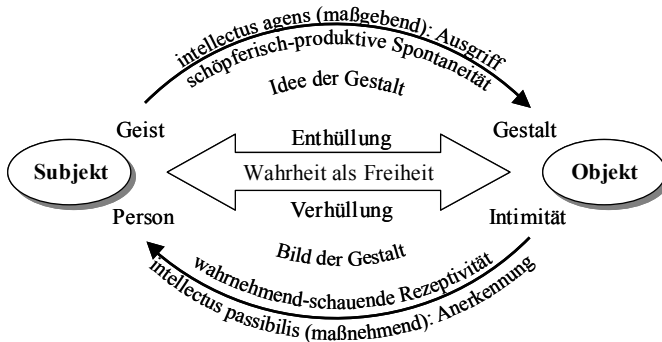 intellectus agens (maßgebend): Ausgriff
schöpferisch-produktive Spontaneität
Idee der Gestalt
Geist
Gestalt
Enthüllung
Subjekt
Wahrheit als Freiheit
Objekt
Verhüllung
Person
Intimität
Bild der Gestalt
wahrnehmend-schauende Rezeptivität
intellectus passibilis (maßnehmend): Anerkennung